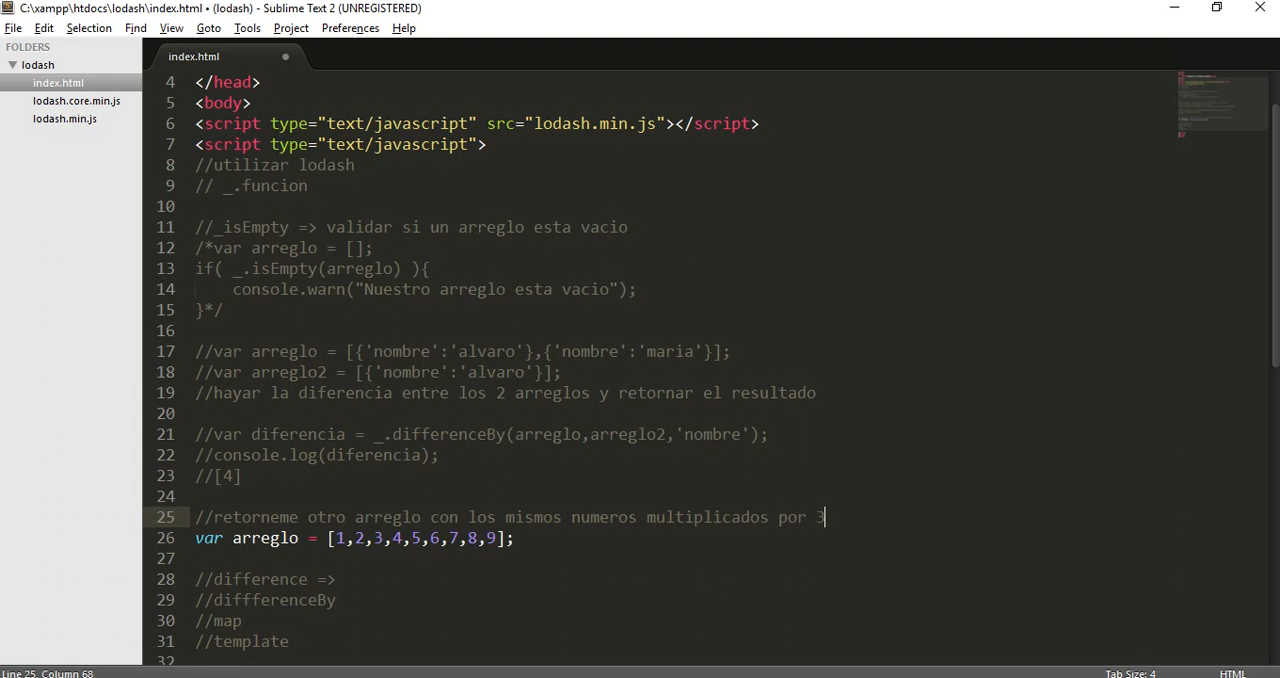 C:\xampp\htdocs\lodash\index.html • (lodash) - Sublime Text 2 (UNREGISTERED)
File Edit Selection Find View Goto Tools Project Preferences Help
FOLDERS
lodash
index.html
lodash.core.min.js
lodash.min.js
index.html
4 </head>
5 <body>
6 <script type="text/javascript" src="lodash.min.js"></script>
7 <script type="text/javascript">
8 //utilizar lodash
9 // _.funcion
10
11 //_isEmpty => validar si un arreglo esta vacio
12 /*var arreglo = [];
13 if( _.isEmpty(arreglo) ){
14 console.warn("Nuestro arreglo esta vacio");
15 }*/
16
17 //var arreglo = [{'nombre':'alvaro'},{'nombre':'maria'}];
18 //var arreglo2 = [{'nombre':'alvaro'}];
19 //hayar la diferencia entre los 2 arreglos y retornar el resultado
20
21 //var diferencia = _.differenceBy(arreglo,arreglo2,'nombre');
22 //console.log(diferencia);
23 //[4]
24
25 //retorneme otro arreglo con los mismos numeros multiplicados por 3
26 var arreglo = [1,2,3,4,5,6,7,8,9];
27
28 //difference =>
29 //diffferenceBy
30 //map
31 //template
32
Line 25, Column 68 Tab Size: 4 HTML